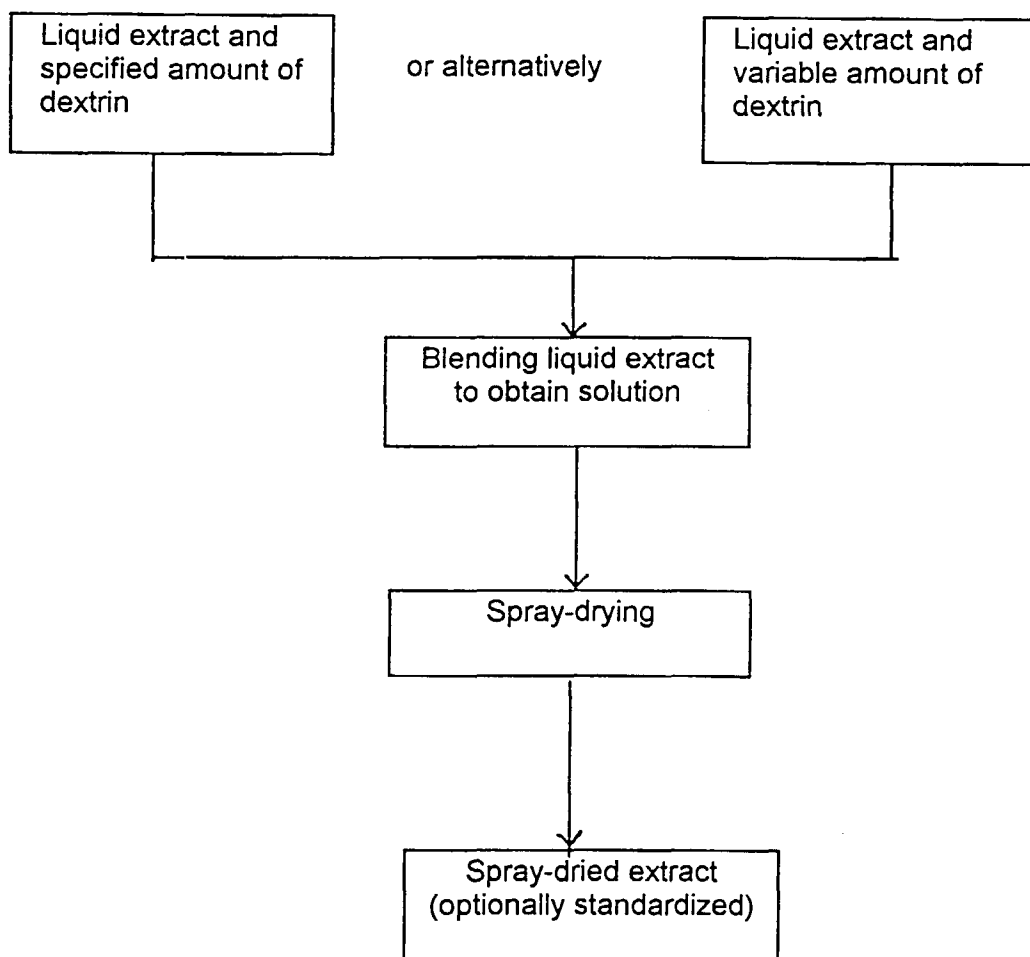 Liquid extract and
specified amount of
dextrin
or alternatively
Liquid extract and
variable amount of
dextrin
Blending liquid extract
to obtain solution
Spray-drying
Spray-dried extract
(optionally standardized)